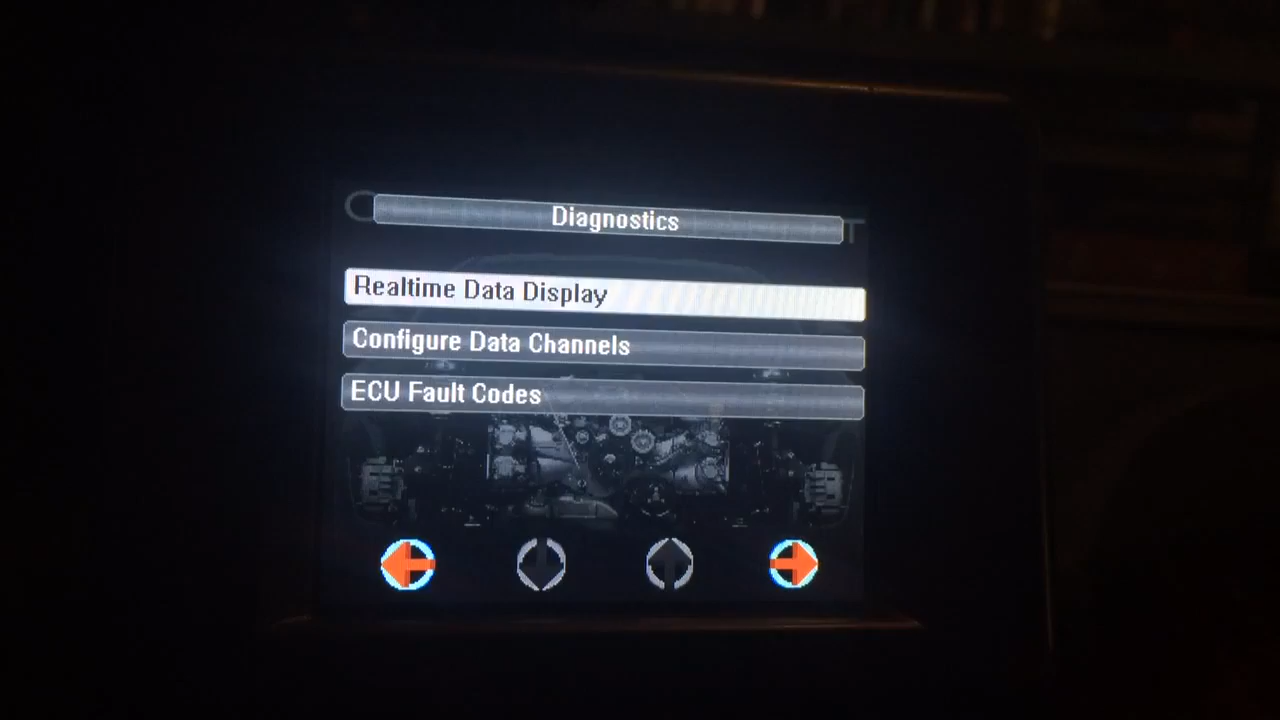 Diagnostics
Realtime Data Display
Configure Data Channels
ECU Fault Codes